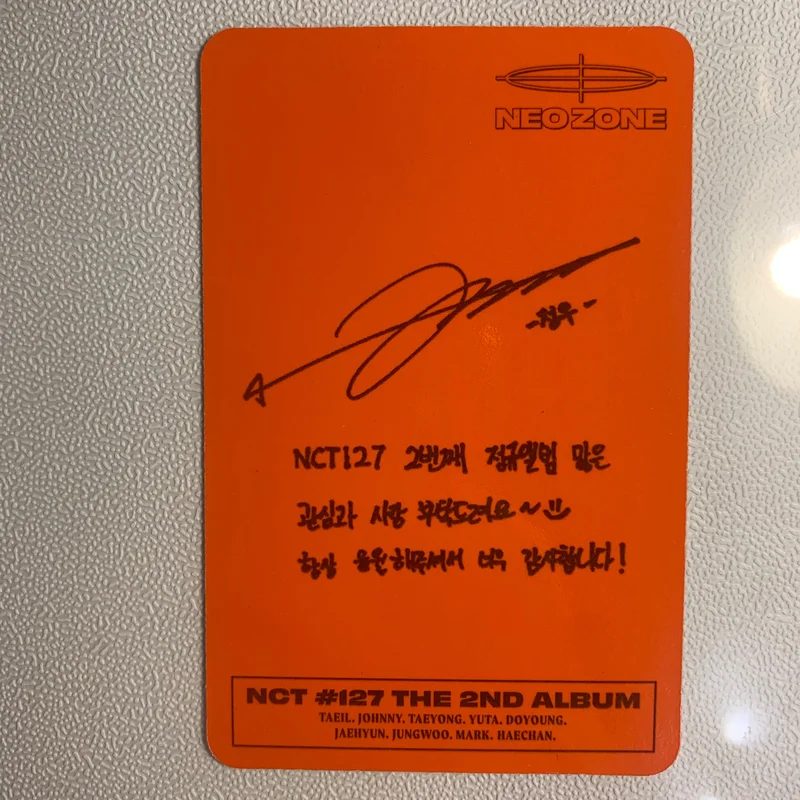 NEO ZONE
-정우-
NCT127 2번째 정규앨범 많은
관심과 사랑 부탁드려요~
항상 응원해주셔서 너무 감사합니다!
NCT #127 THE 2ND ALBUM
TAEIL. JOHNNY. TAEYONG. YUTA. DOYOUNG.
JAEHYUN. JUNGWOO. MARK. HAECHAN.